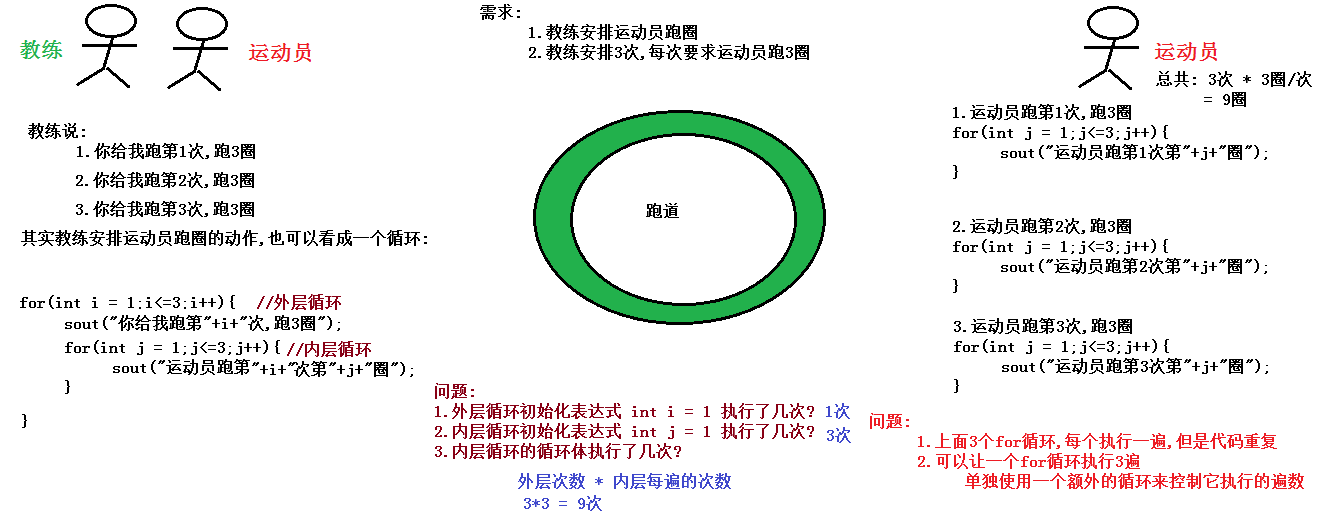 教练
运动员
教练说:
1.你给我跑第1次,跑3圈
2.你给我跑第2次,跑3圈
3.你给我跑第3次,跑3圈
其实教练安排运动员跑圈的动作,也可以看成一个循环:
for(int i = 1;i<=3;i++){ //外层循环
sout("你给我跑第"+i+"次,跑3圈");
for(int j = 1;j<=3;j++){ //内层循环
sout("运动员跑第"+i+"次第"+j+"圈");
}
}
需求:
1.教练安排运动员跑圈
2.教练安排3次,每次要求运动员跑3圈
跑道
问题:
1.外层循环初始化表达式 int i = 1 执行了几次? 1次
2.内层循环初始化表达式 int j = 1 执行了几次? 3次
3.内层循环的循环体执行了几次?
外层次数 * 内层每遍的次数
3*3 = 9次
运动员
总共: 3次 * 3圈/次
= 9圈
1.运动员跑第1次,跑3圈
for(int j = 1;j<=3;j++){
sout("运动员跑第1次第"+j+"圈");
}
2.运动员跑第2次,跑3圈
for(int j = 1;j<=3;j++){
sout("运动员跑第2次第"+j+"圈");
}
3.运动员跑第3次,跑3圈
for(int j = 1;j<=3;j++){
sout("运动员跑第3次第"+j+"圈");
}
问题:
1.上面3个for循环,每个执行一遍,但是代码重复
2.可以让一个for循环执行3遍
单独使用一个额外的循环来控制它执行的遍数